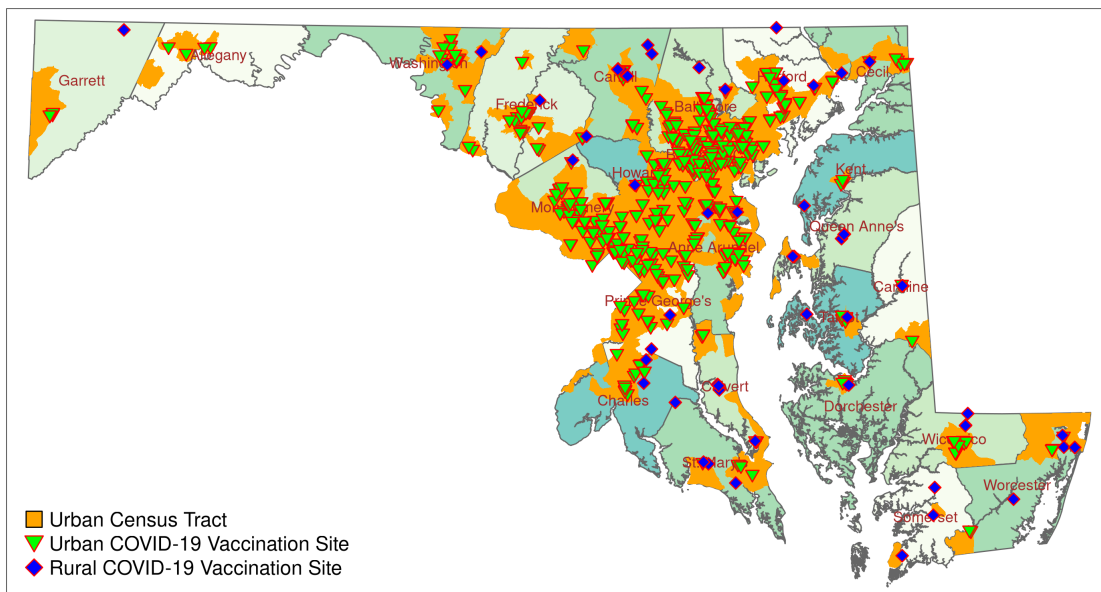 Garrett
Allegany
Washington
Frederick
Carroll
Baltimore
Harford
Cecil
Howard
Kent
Montgomery
Queen Anne's
Anne Arundel
Caroline
Prince George's
Talbot
Calvert
Charles
Dorchester
Wicomico
St. Mary's
Worcester
Somerset
Urban Census Tract
Urban COVID-19 Vaccination Site
Rural COVID-19 Vaccination Site